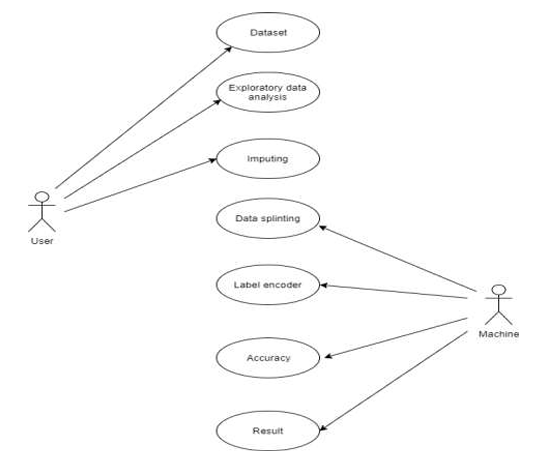 Dataset
Exploratory data
analysis
Imputing
User
Data splinting
Label encoder
Machine
Accuracy
Result